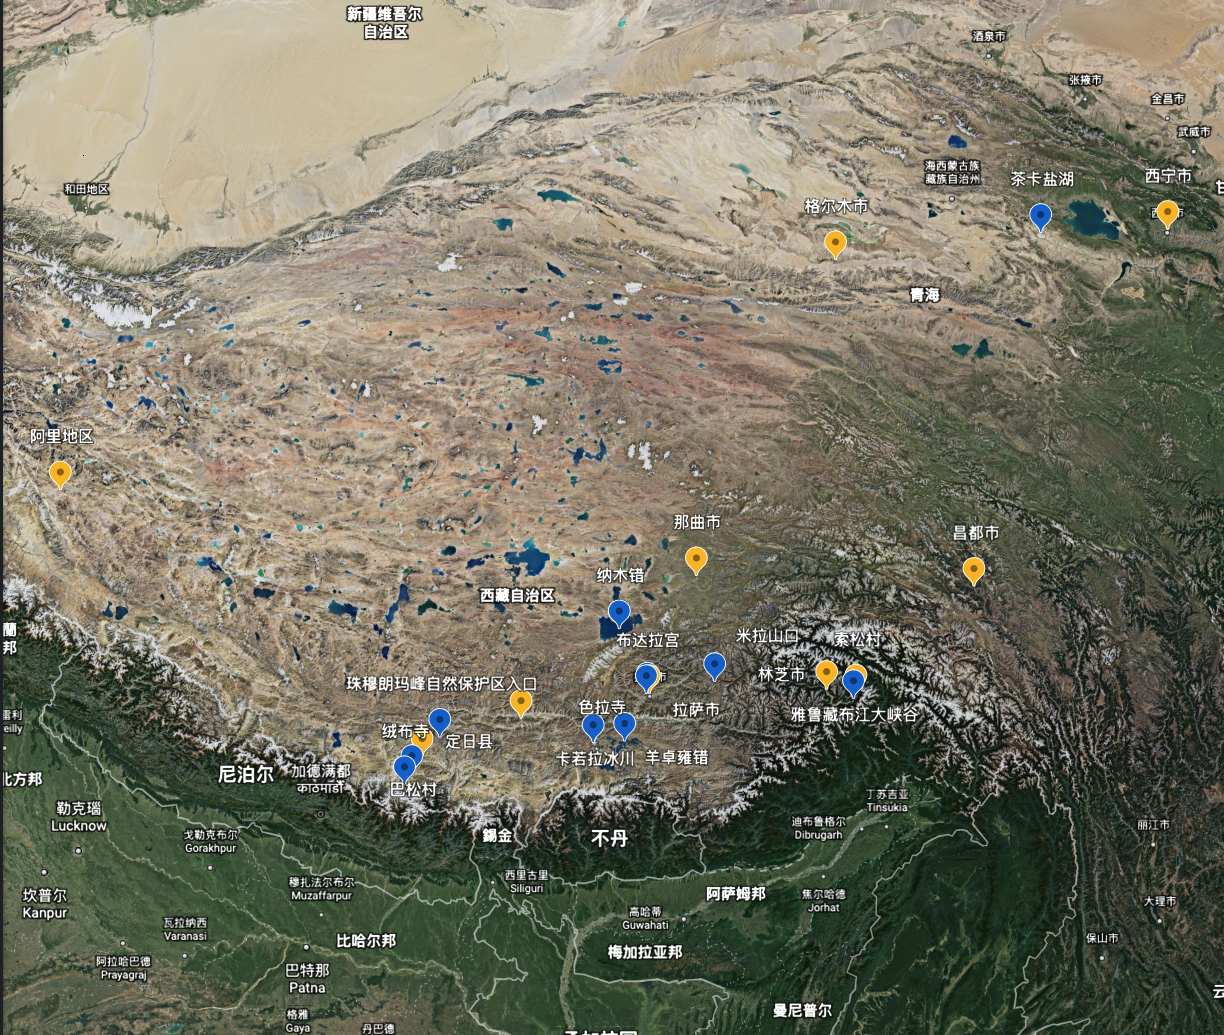 新疆维吾尔
自治区
酒泉市
张掖市
金昌市
武威市
和田地区
海西蒙古族
藏族自治州
茶卡盐湖
西宁市
格尔木市
青海
阿里地区
那曲市
昌都市
纳木错
西藏自治区
布达拉宫
米拉山口
索松村
林芝市
珠穆朗玛峰自然保护区入口
色拉寺
拉萨市
雅鲁藏布江大峡谷
绒布寺
定日县
卡若拉冰川
羊卓雍错
巴松村
尼泊尔
加德满都
काठमाडौं
北方邦
勒克瑙
Lucknow
戈勒克布尔
Gorakhpur
錫金
不丹
丁苏吉亚
Tinsukia
迪布鲁格尔
Dibrugarh
丽江市
西里古里
Siliguri
穆扎法尔布尔
Muzaffarpur
坎普尔
Kanpur
阿萨姆邦
焦尔哈德
Jorhat
大理市
高哈蒂
Guwahati
瓦拉纳西
Varanasi
比哈尔邦
梅加拉亚邦
保山市
阿拉哈巴德
Prayagraj
巴特那
Patna
格雅
Gaya
丹巴德
曼尼普尔